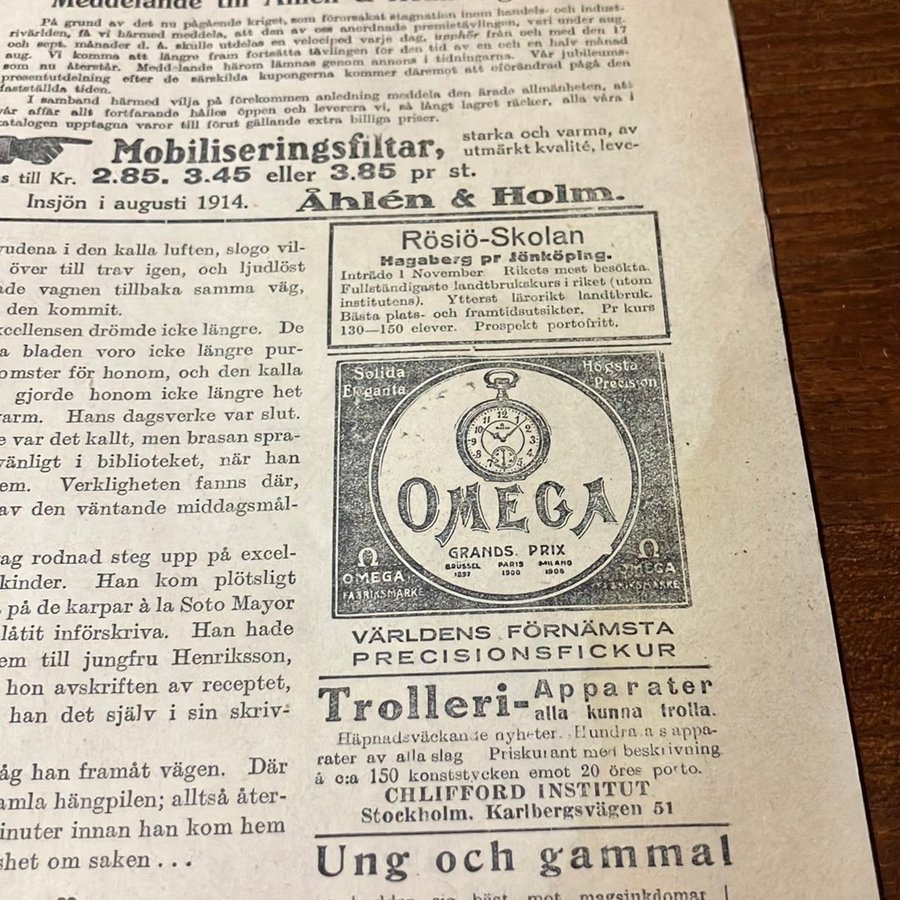 Meddelande till Åhlén & Holm
På grund av det nu pågående kriget, som förorsakat stagnation inom handels- och indust-
rivärlden, få vi härmed meddela, att den av oss anordnade premietävlingen, vari under aug.
och sept. månader d. å. skulle utdelas en velociped varje dag, upphör från och med den 17
aug. Vi komma att längre fram fortsätta tävlingen för den tid av en och en halv månad
som nu återstår. Meddelande härom lämnas genom annons i tidningarna. Vår jubileums-
presentutdelning efter de särskilda kupongerna kommer däremot att oförändrad pågå den
fastställda tiden.
I samband härmed vilja på förekommen anledning meddela den ärade allmänheten, att
vår affär allt fortfarande hålles öppen och leverera vi, så långt lagret räcker, alla våra i
katalogen upptagna varor till förut gällande extra billiga priser.
Mobiliseringsfiltar, starka och varma, av
utmärkt kvalité, leve-
s till Kr. 2.85. 3.45 eller 3.85 pr st.
Insjön i augusti 1914. Åhlén & Holm.
udena i den kalla luften, slogo vil-
över till trav igen, och ljudlöst
de vagnen tillbaka samma väg,
den kommit.
xcellensen drömde icke längre. De
a bladen voro icke längre pur-
omster för honom, och den kalla
gjorde honom icke längre het
varm. Hans dagsverke var slut.
e var det kallt, men brasan spra-
vänligt i biblioteket, när han
em. Verkligheten fanns där,
av den väntande middagsmål-
ag rodnad steg upp på excel-
kinder. Han kom plötsligt
på de karpar à la Soto Mayor
låtit införskriva. Han hade
em till jungfru Henriksson,
hon avskriften av receptet,
han det själv i sin skriv-
åg han framåt vägen. Där
amla hängpilen; alltså åter-
inuter innan han kom hem
shet om saken . . .
Rösiö-Skolan
Hagaberg pr Jönköping.
Inträde 1 November Rikets mest besökta.
Fullständigaste landtbrukskurs i riket (utom
institutens). Ytterst lärorikt landtbruk.
Bästa plats- och framtidsutsikter. Pr kurs
130—150 elever. Prospekt portofritt.
Solida Högsta
Eleganta Precision
OMEGA
GRANDS. PRIX
BRÜSSEL PARIS MILANO
1897 1900 1906
Ω Ω
OMEGA OMEGA
FABRIKSMÄRKE FABRIKSMÄRKE
VÄRLDENS FÖRNÄMSTA
PRECISIONSFICKUR
Trolleri-Apparater
alla kunna trolla.
Häpnadsväckande nyheter. Hundratals appa-
rater av alla slag Priskurant med beskrivning
å c:a 150 konststycken emot 20 öres porto.
CHLIFFORD INSTITUT
Stockholm, Karlbergsvägen 51
Ung och gammal
sig bäst mot magsjukdomar